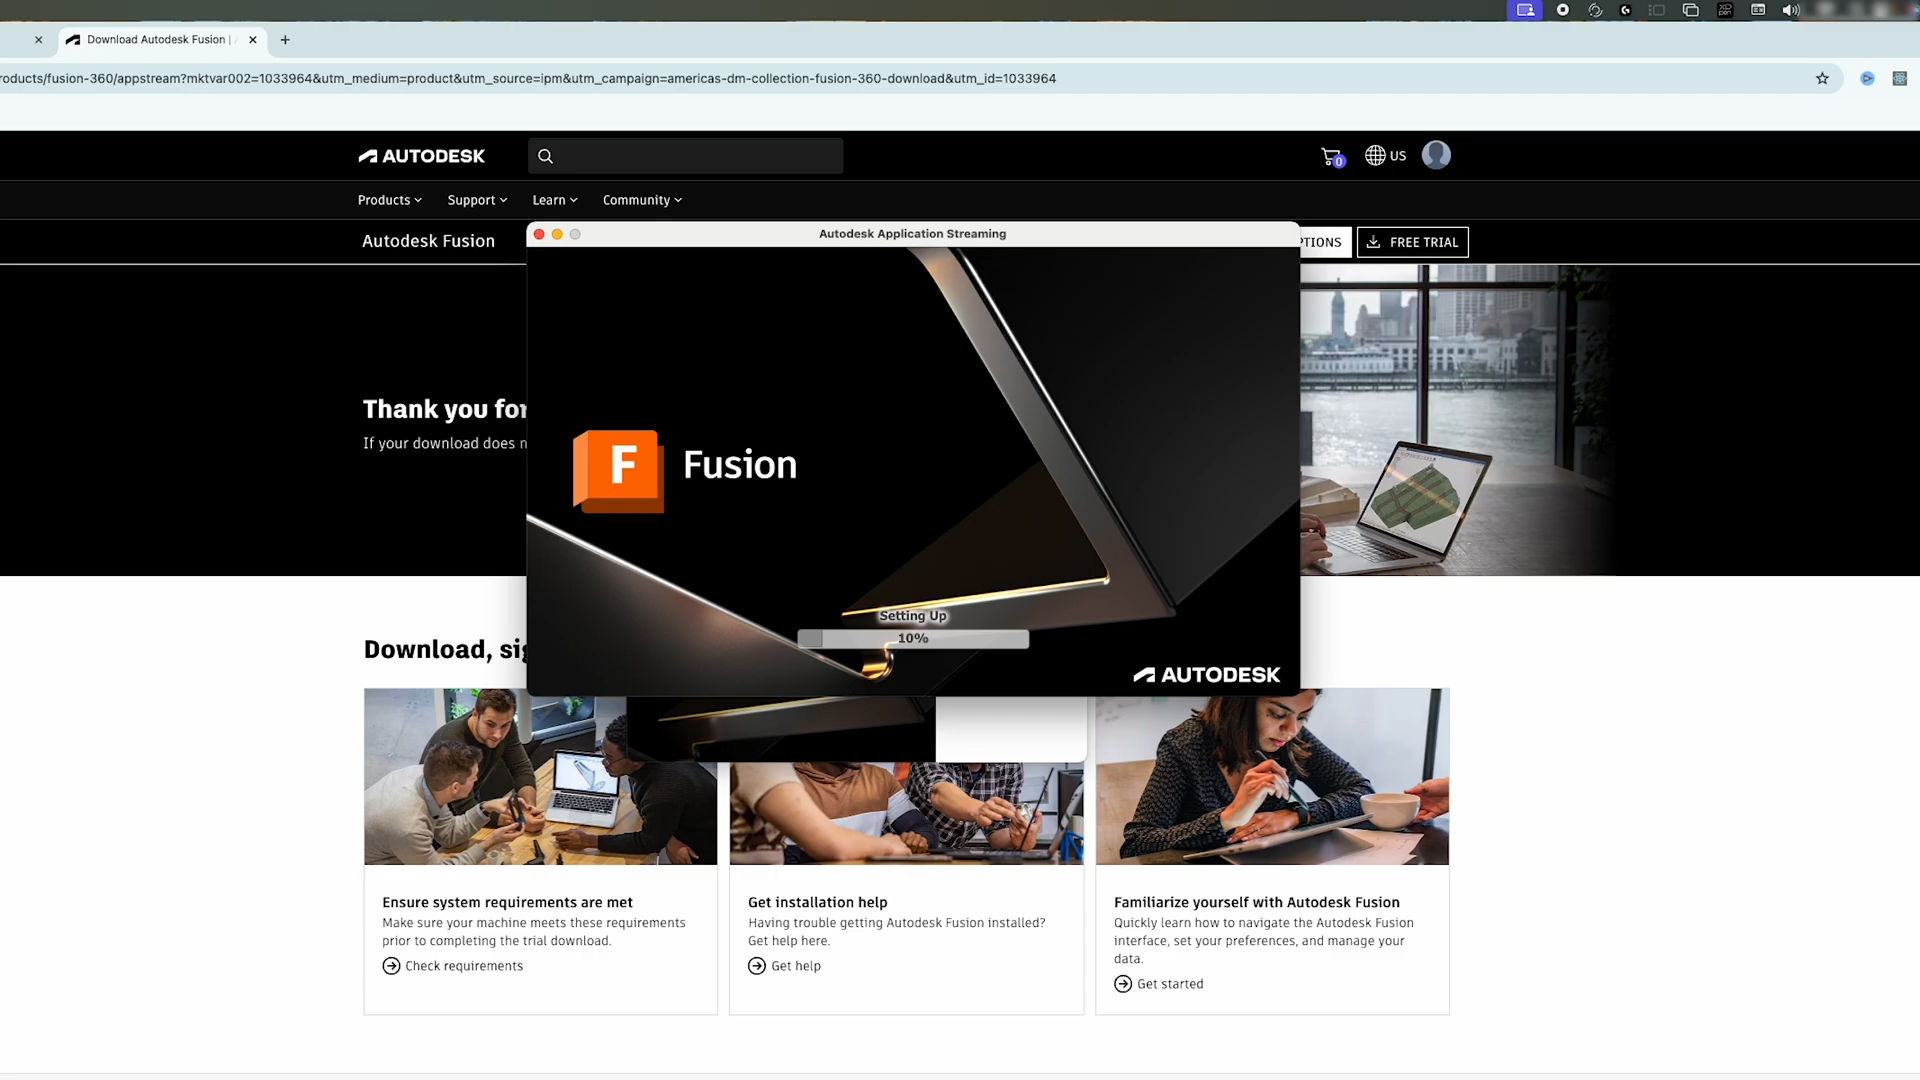 Download Autodesk Fusion |
roducts/fusion-360/appstream?mktvar002=1033964&utm_medium=product&utm_source=ipm&utm_campaign=americas-dm-collection-fusion-360-download&utm_id=1033964
AUTODESK
0
US
Products
Support
Learn
Community
Autodesk Fusion
PTIONS
FREE TRIAL
Autodesk Application Streaming
Thank you for
If your download does n
F Fusion
Setting Up
10%
AUTODESK
Download, sig
Ensure system requirements are met
Make sure your machine meets these requirements
prior to completing the trial download.
Check requirements
Get installation help
Having trouble getting Autodesk Fusion installed?
Get help here.
Get help
Familiarize yourself with Autodesk Fusion
Quickly learn how to navigate the Autodesk Fusion
interface, set your preferences, and manage your
data.
Get started